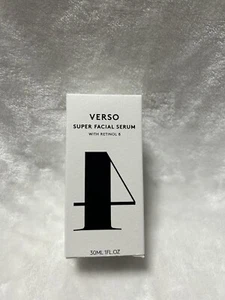 VERSO
SUPER FACIAL SERUM
WITH RETINOL 8
4
30ML 1FL.OZ